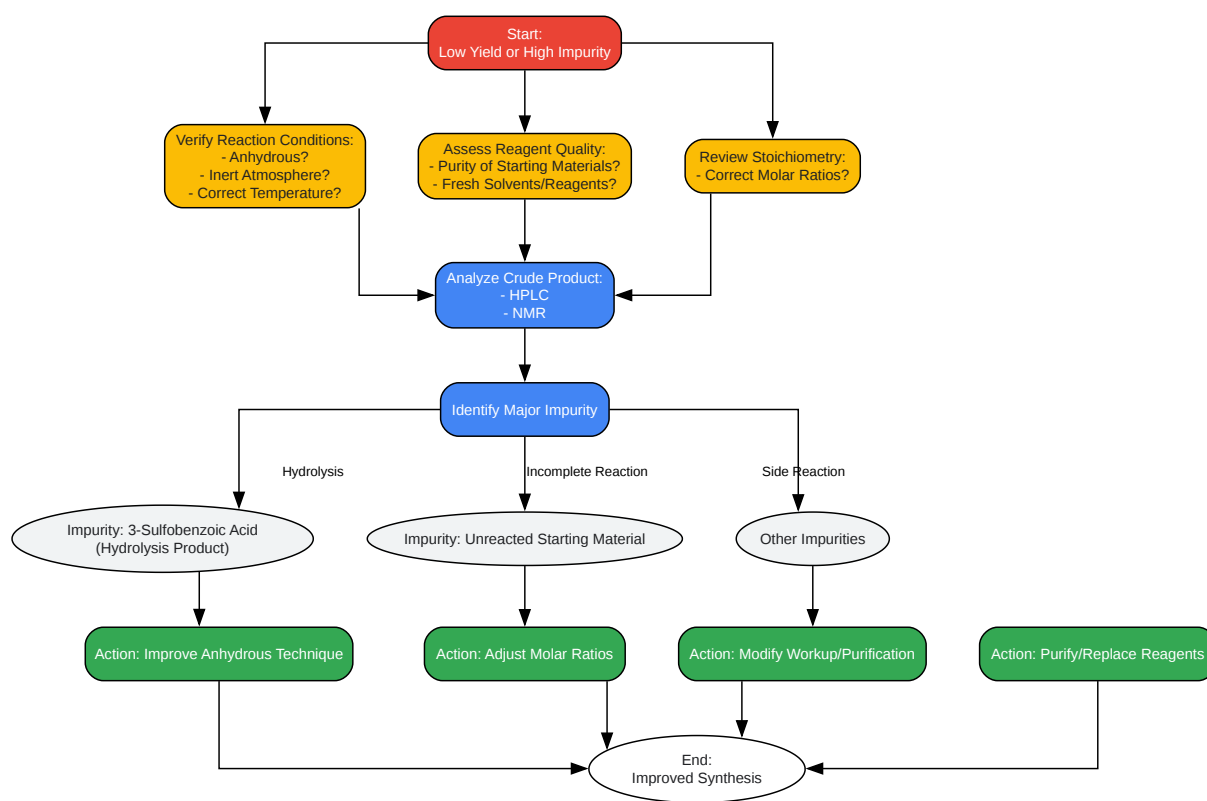 Start:
Low Yield or High Impurity
Verify Reaction Conditions:
- Anhydrous?
- Inert Atmosphere?
- Correct Temperature?
Assess Reagent Quality:
- Purity of Starting Materials?
- Fresh Solvents/Reagents?
Review Stoichiometry:
- Correct Molar Ratios?
Analyze Crude Product:
- HPLC
- NMR
Identify Major Impurity
Hydrolysis
Incomplete Reaction
Side Reaction
Impurity: 3-Sulfobenzoic Acid
(Hydrolysis Product)
Impurity: Unreacted Starting Material
Other Impurities
Action: Improve Anhydrous Technique
Action: Adjust Molar Ratios
Action: Modify Workup/Purification
Action: Purify/Replace Reagents
End:
Improved Synthesis